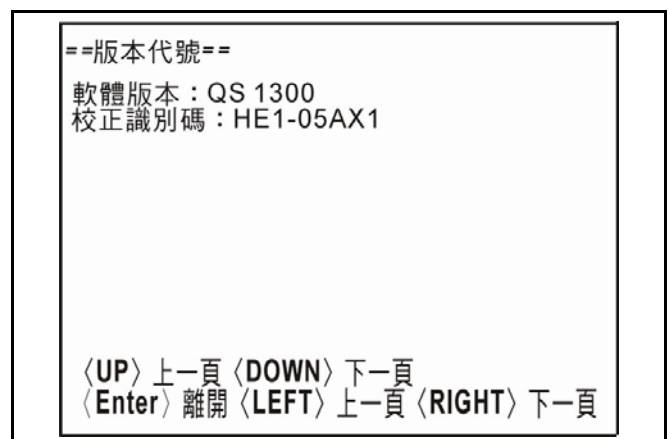 ==版本代號==
軟體版本：QS 1300
校正識別碼：HE1-05AX1
〈UP〉上一頁〈DOWN〉下一頁
〈Enter〉離開〈LEFT〉上一頁〈RIGHT〉下一頁